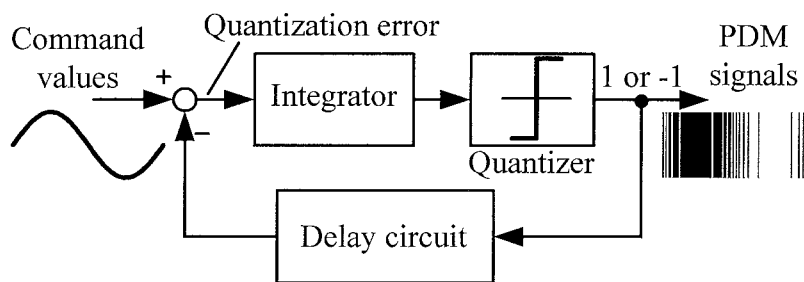 Command
values
Quantization error
+
−
Integrator
Quantizer
1 or -1
PDM
signals
Delay circuit